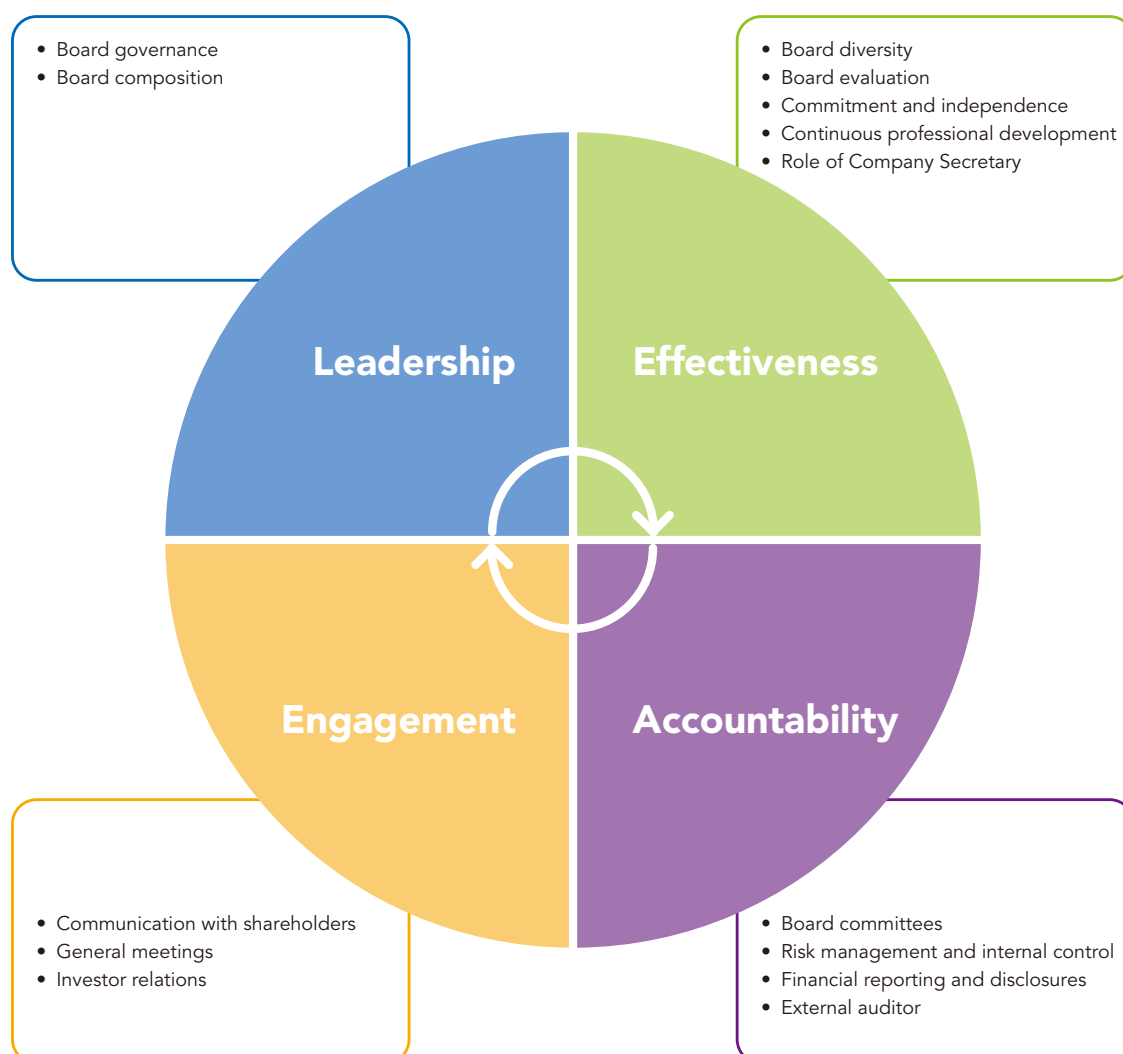 • Board governance
• Board composition
• Board diversity
• Board evaluation
• Commitment and independence
• Continuous professional development
• Role of Company Secretary
Leadership
Effectiveness
Engagement
Accountability
• Communication with shareholders
• General meetings
• Investor relations
• Board committees
• Risk management and internal control
• Financial reporting and disclosures
• External auditor